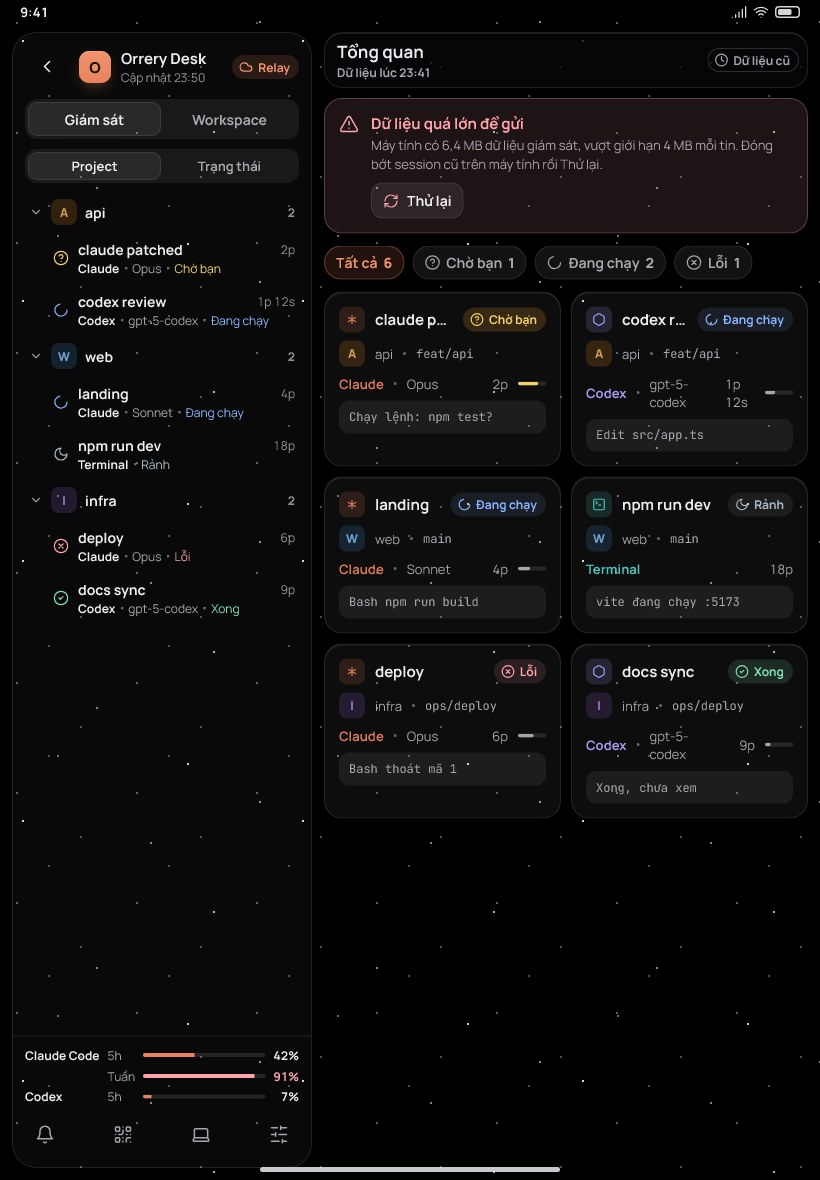 9:41
O
Orrery Desk
Cập nhật 23:50
Relay
Giám sát
Workspace
Project
Trạng thái
A api 2
claude patched 2p
Claude • Opus • Chờ bạn
codex review 1p 12s
Codex • gpt-5-codex • Đang chạy
W web 2
landing 4p
Claude • Sonnet • Đang chạy
npm run dev 18p
Terminal • Rảnh
I infra 2
deploy 6p
Claude • Opus • Lỗi
docs sync 9p
Codex • gpt-5-codex • Xong
Claude Code 5h 42%
Tuần 91%
Codex 5h 7%
Tổng quan
Dữ liệu lúc 23:41
Dữ liệu cũ
Dữ liệu quá lớn để gửi
Máy tính có 6,4 MB dữ liệu giám sát, vượt giới hạn 4 MB mỗi tin. Đóng
bớt session cũ trên máy tính rồi Thử lại.
Thử lại
Tất cả 6
Chờ bạn 1
Đang chạy 2
Lỗi 1
claude p... Chờ bạn
A api • feat/api
Claude • Opus 2p
Chạy lệnh: npm test?
codex r... Đang chạy
A api • feat/api
Codex • gpt-5-
codex
1p
12s
Edit src/app.ts
landing Đang chạy
W web • main
Claude • Sonnet 4p
Bash npm run build
npm run dev Rảnh
W web • main
Terminal 18p
vite đang chạy :5173
deploy Lỗi
I infra • ops/deploy
Claude • Opus 6p
Bash thoát mã 1
docs sync Xong
I infra • ops/deploy
Codex • gpt-5-
codex
9p
Xong, chưa xem